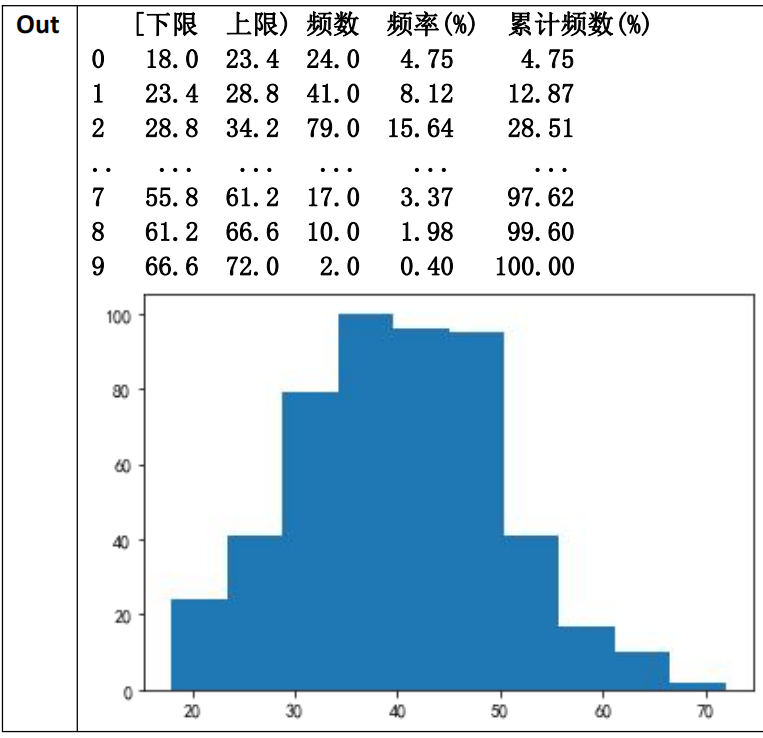 Out [下限 上限) 频数 频率(%) 累计频数(%)
0 18.0 23.4 24.0 4.75 4.75
1 23.4 28.8 41.0 8.12 12.87
2 28.8 34.2 79.0 15.64 28.51
.. ... ... ... ... ...
7 55.8 61.2 17.0 3.37 97.62
8 61.2 66.6 10.0 1.98 99.60
9 66.6 72.0 2.0 0.40 100.00
100
80
60
40
20
0
20 30 40 50 60 70